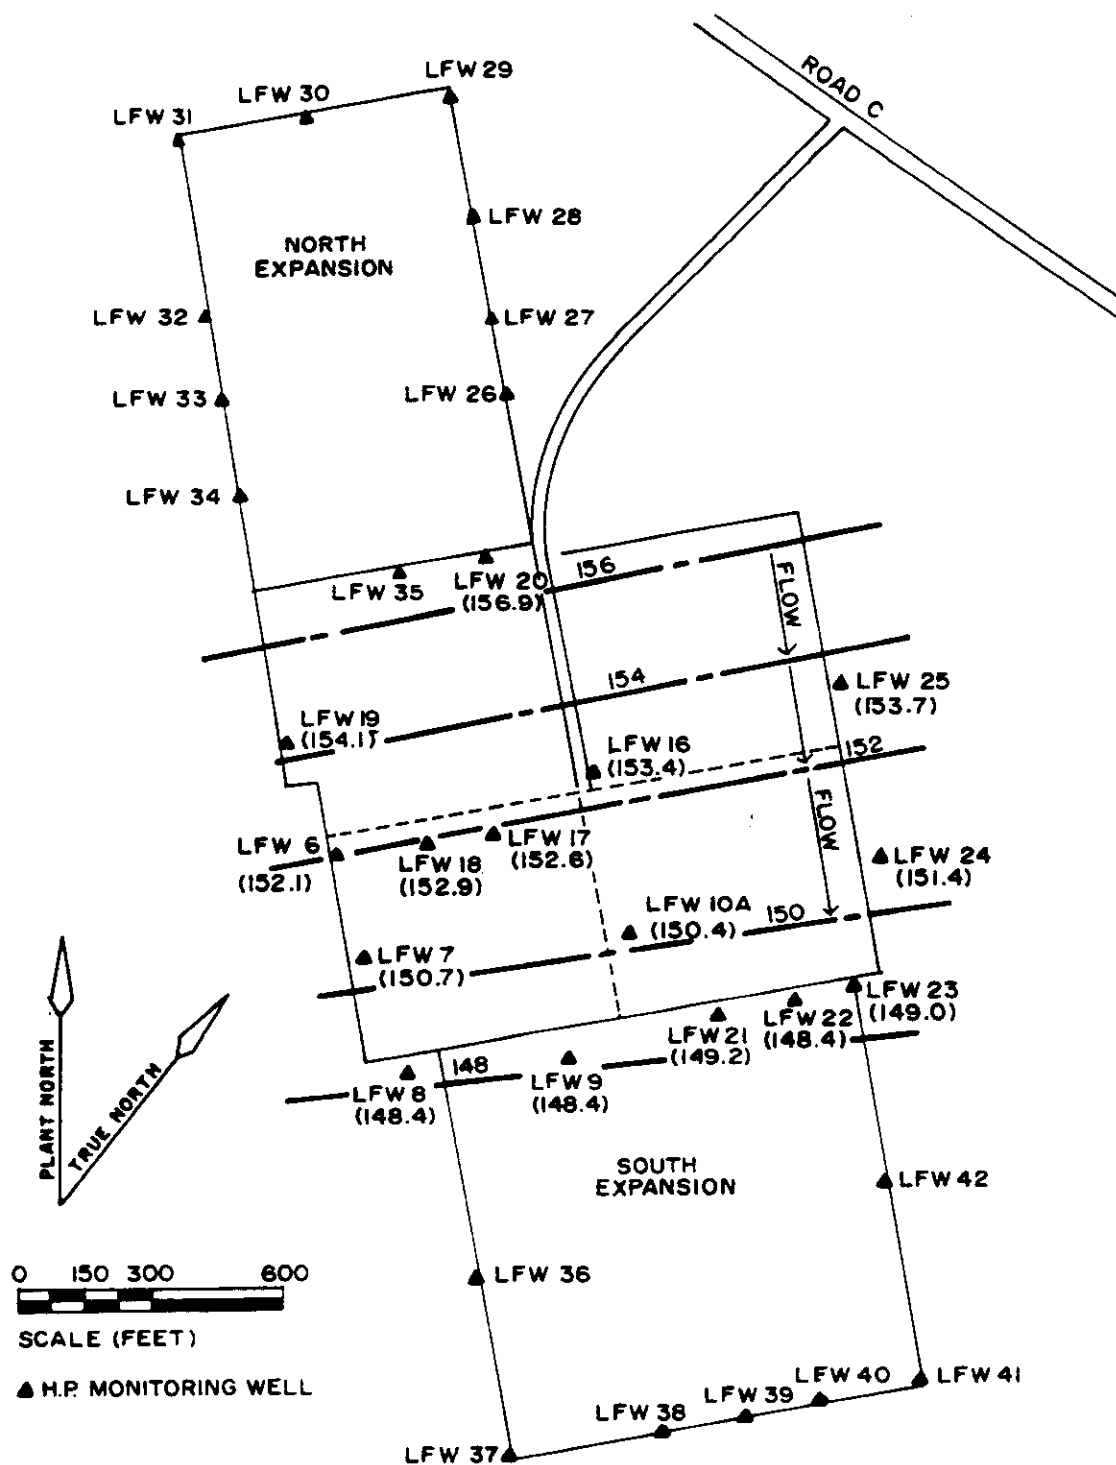 ROAD C
LFW 29
LFW 30
LFW 31
LFW 28
NORTH
EXPANSION
LFW 32
LFW 27
LFW 33
LFW 26
LFW 34
LFW 35
LFW 20
(156.9)
156
FLOW
154
LFW 25
(153.7)
LFW 19
(154.1)
LFW 16
(153.4)
152
FLOW
LFW 6
(152.1)
LFW 18
(152.9)
LFW 17
(152.6)
LFW 24
(151.4)
LFW 10A
(150.4)
150
LFW 7
(150.7)
LFW 23
(149.0)
LFW 22
(148.4)
LFW 21
(149.2)
148
LFW 8
(148.4)
LFW 9
(148.4)
PLANT NORTH
TRUE NORTH
SOUTH
EXPANSION
LFW 42
0 150 300 600
SCALE (FEET)
LFW 36
H.P. MONITORING WELL
LFW 41
LFW 40
LFW 39
LFW 38
LFW 37